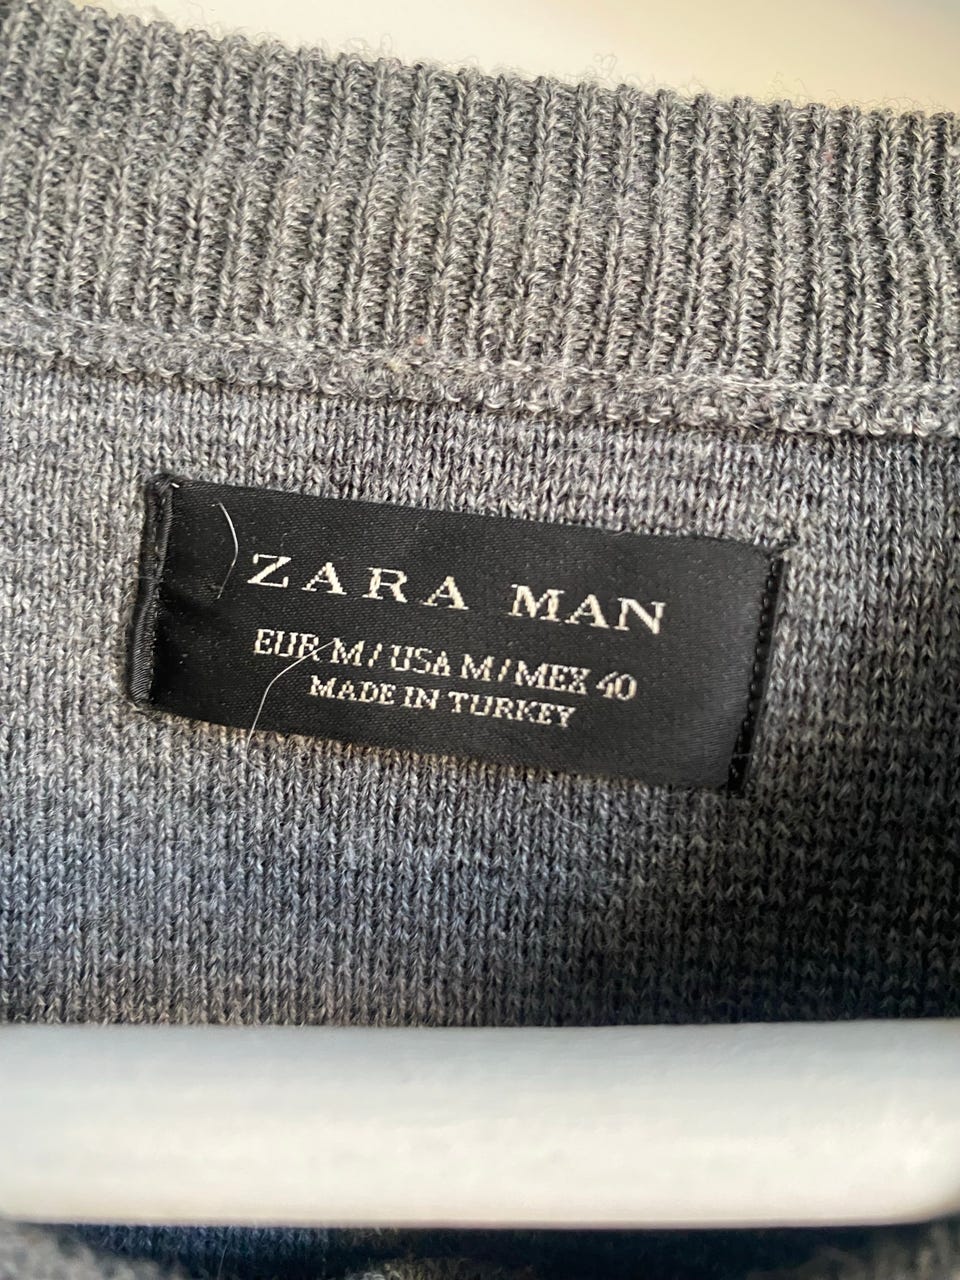 ZARA MAN
EUR M / USA M / MEX 40
MADE IN TURKEY